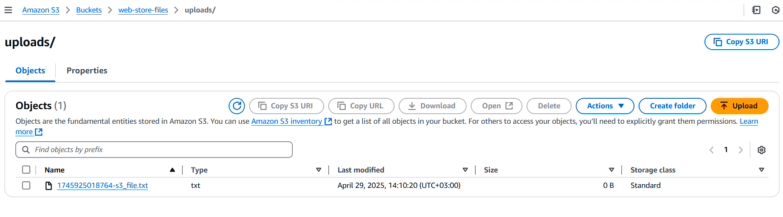 Amazon S3 > Buckets > web-store-files > uploads/
uploads/
Copy S3 URI
Objects Properties
Objects (1)
Copy S3 URI Copy URL Download Open Delete Actions Create folder Upload
Objects are the fundamental entities stored in Amazon S3. You can use Amazon S3 inventory to get a list of all objects in your bucket. For others to access your objects, you'll need to explicitly grant them permissions. Learn
more
Find objects by prefix
1
Name Type Last modified Size Storage class
1745925018764-s3_file.txt txt April 29, 2025, 14:10:20 (UTC+03:00) 0 B Standard